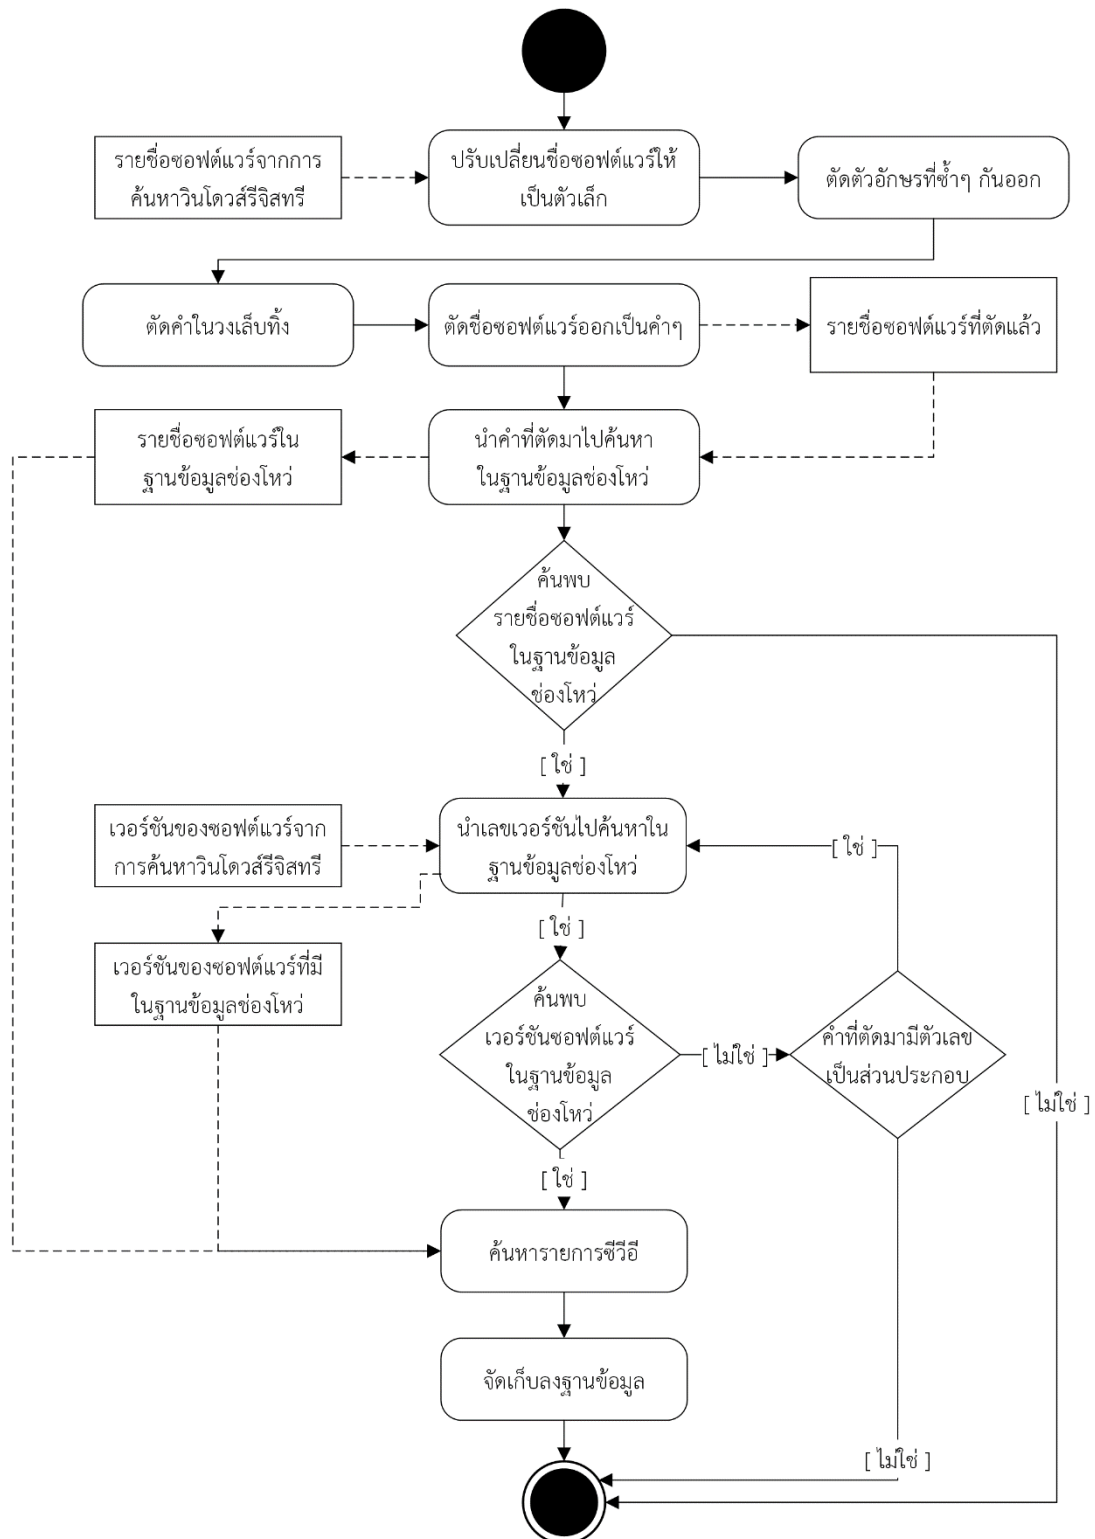 รายชื่อซอฟต์แวร์จากการ
ค้นหาวินโดวส์รีจิสทรี
ปรับเปลี่ยนชื่อซอฟต์แวร์ให้
เป็นตัวเล็ก
ตัดตัวอักษรที่ซ้ำๆ กันออก
ตัดคำในวงเล็บทิ้ง
ตัดชื่อซอฟต์แวร์ออกเป็นคำๆ
รายชื่อซอฟต์แวร์ที่ตัดแล้ว
รายชื่อซอฟต์แวร์ใน
ฐานข้อมูลช่องโหว่
นำคำที่ตัดมาไปค้นหา
ในฐานข้อมูลช่องโหว่
ค้นพบ
รายชื่อซอฟต์แวร์
ในฐานข้อมูล
ช่องโหว่
[ ใช่ ]
เวอร์ชันของซอฟต์แวร์จาก
การค้นหาวินโดวส์รีจิสทรี
นำเลขเวอร์ชันไปค้นหาใน
ฐานข้อมูลช่องโหว่
[ ใช่ ]
[ ใช่ ]
เวอร์ชันของซอฟต์แวร์ที่มี
ในฐานข้อมูลช่องโหว่
ค้นพบ
เวอร์ชันซอฟต์แวร์
ในฐานข้อมูล
ช่องโหว่
[ ไม่ใช่ ]
คำที่ตัดมามีตัวเลข
เป็นส่วนประกอบ
[ ไม่ใช่ ]
[ ใช่ ]
ค้นหารายการซีวีอี
จัดเก็บลงฐานข้อมูล
[ ไม่ใช่ ]